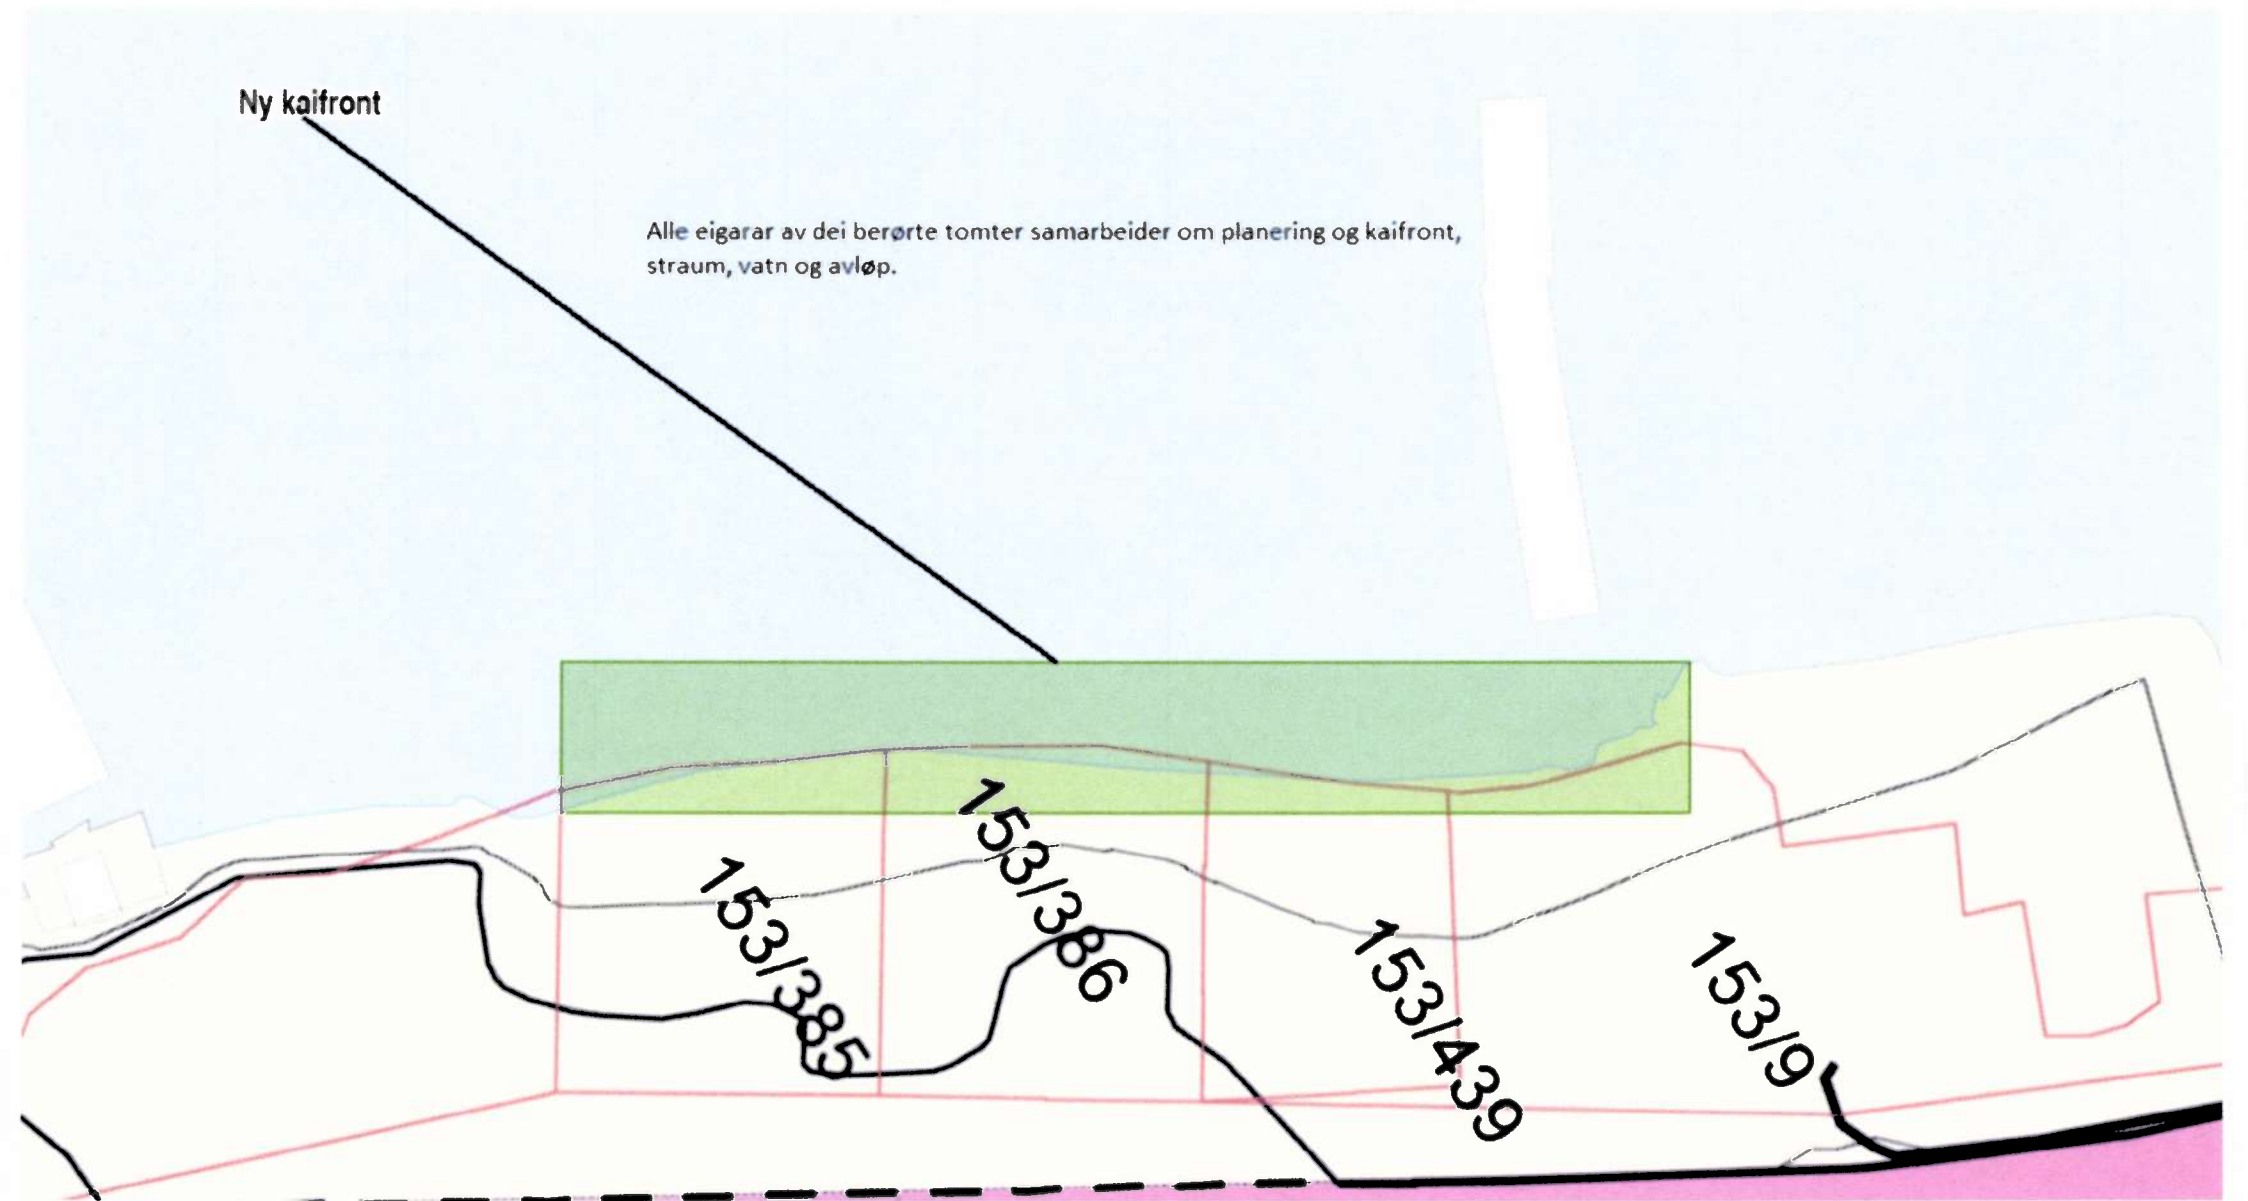 Ny kaifront
Alle eigarar av dei berørte tomter samarbeider om planering og kaifront,
straum, vatn og avløp.
153/385
153/386
153/439
153/9